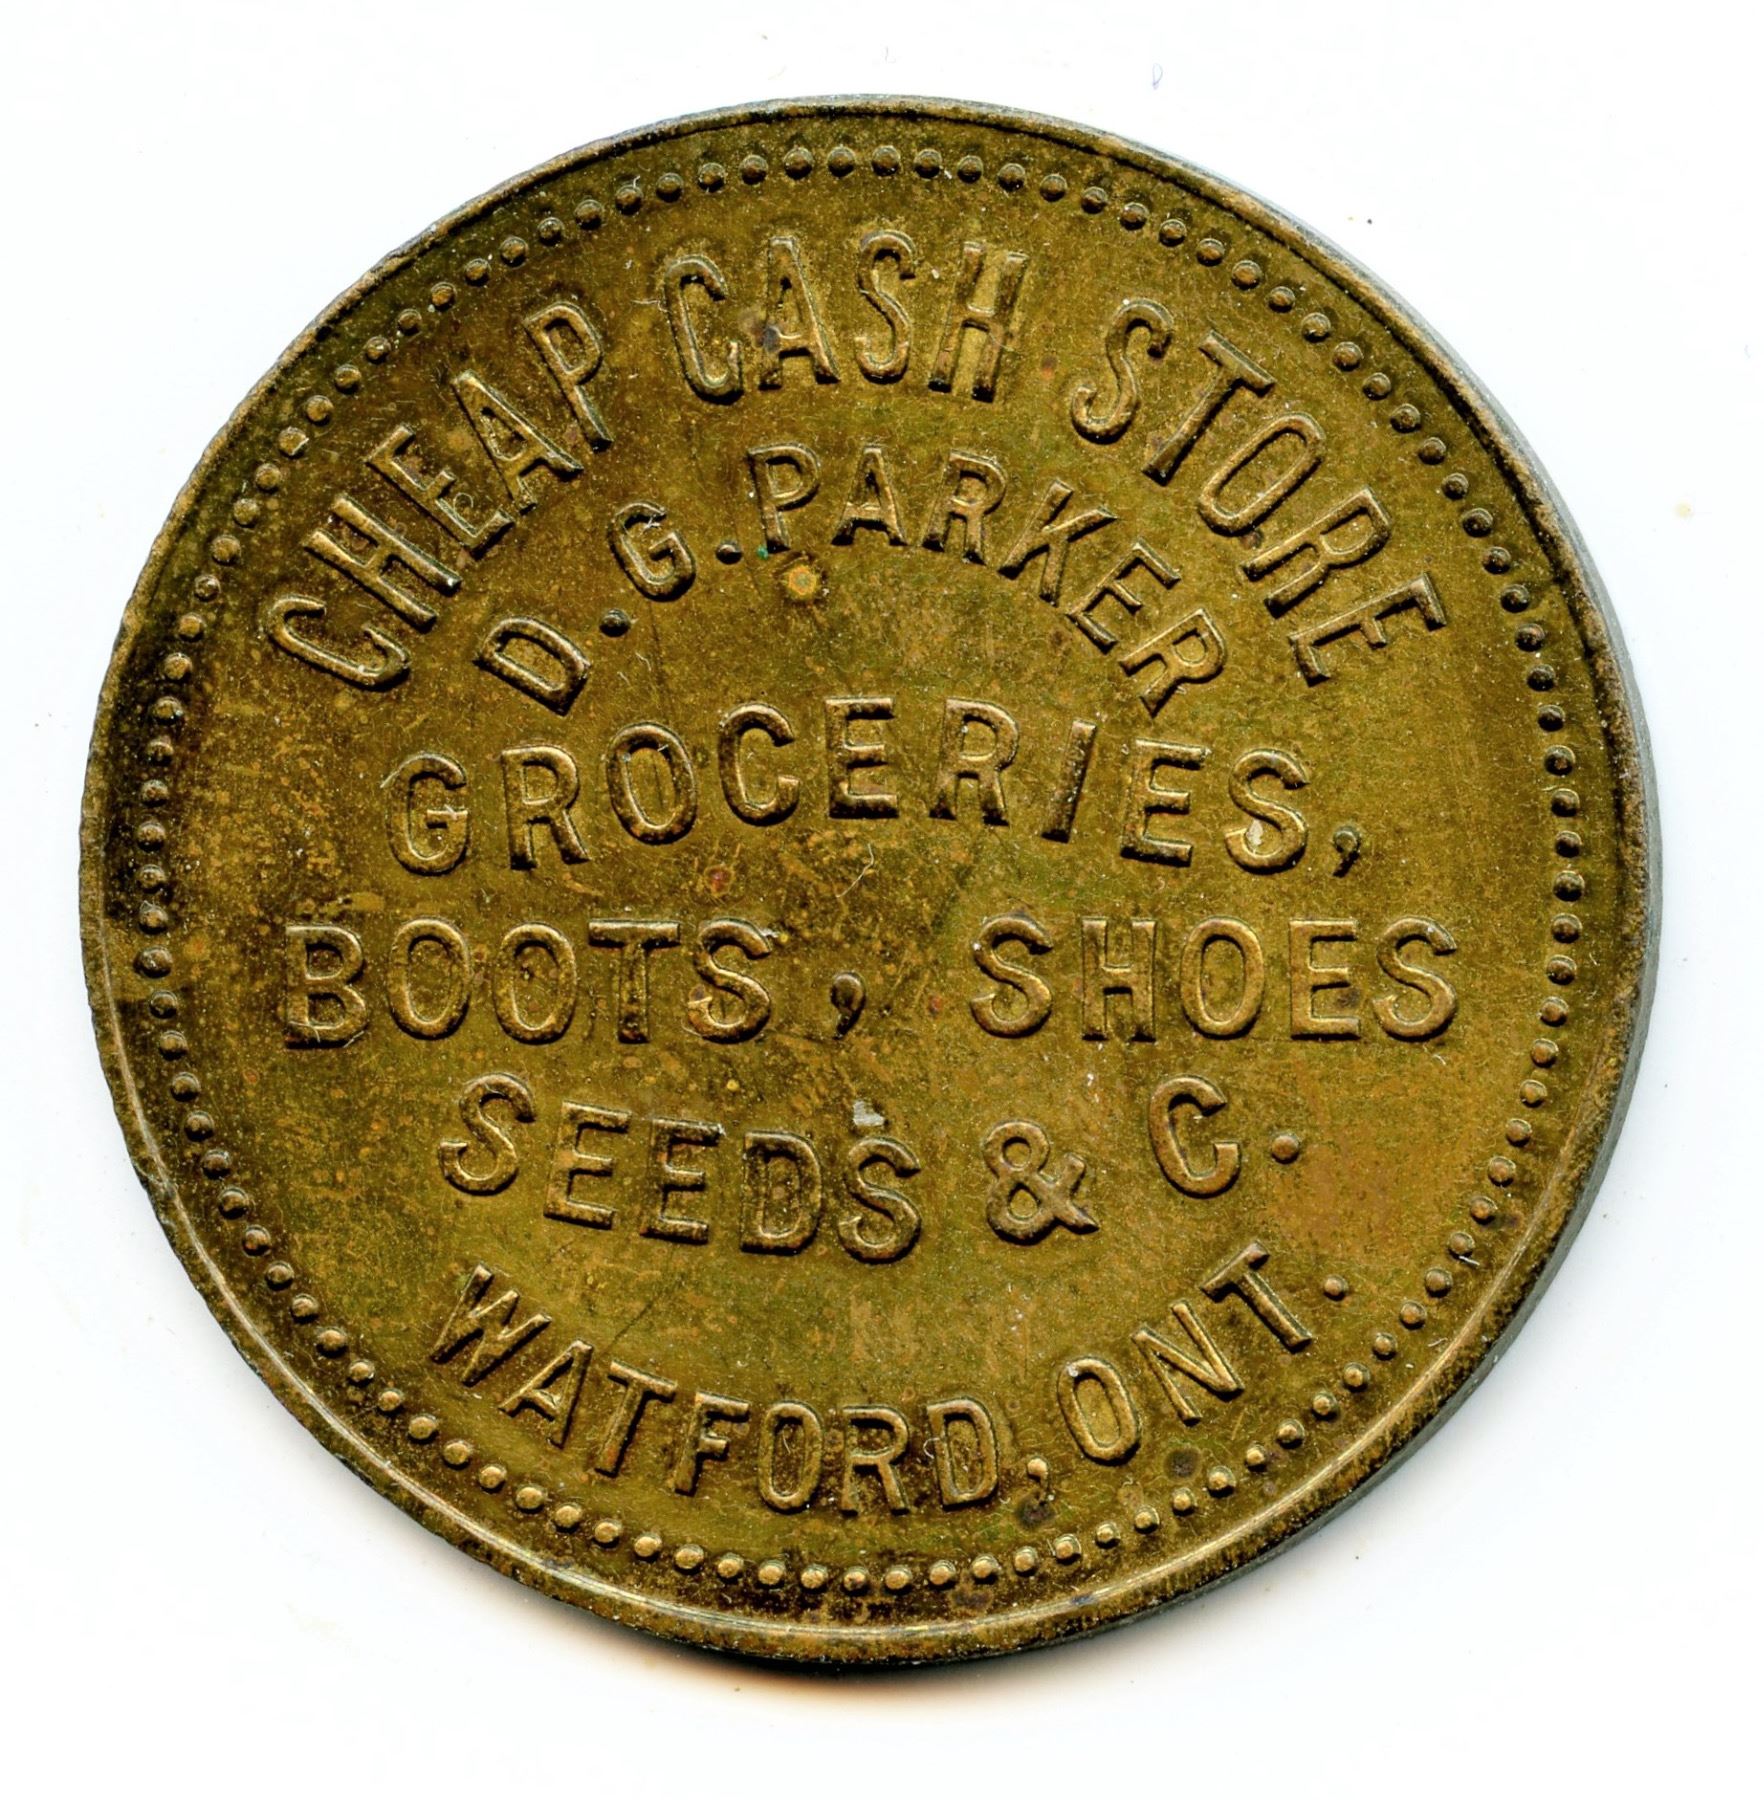 CHEAP CASH STORE
D. G. PARKER
GROCERIES,
BOOTS, SHOES
SEEDS & C.
WATFORD, ONT.